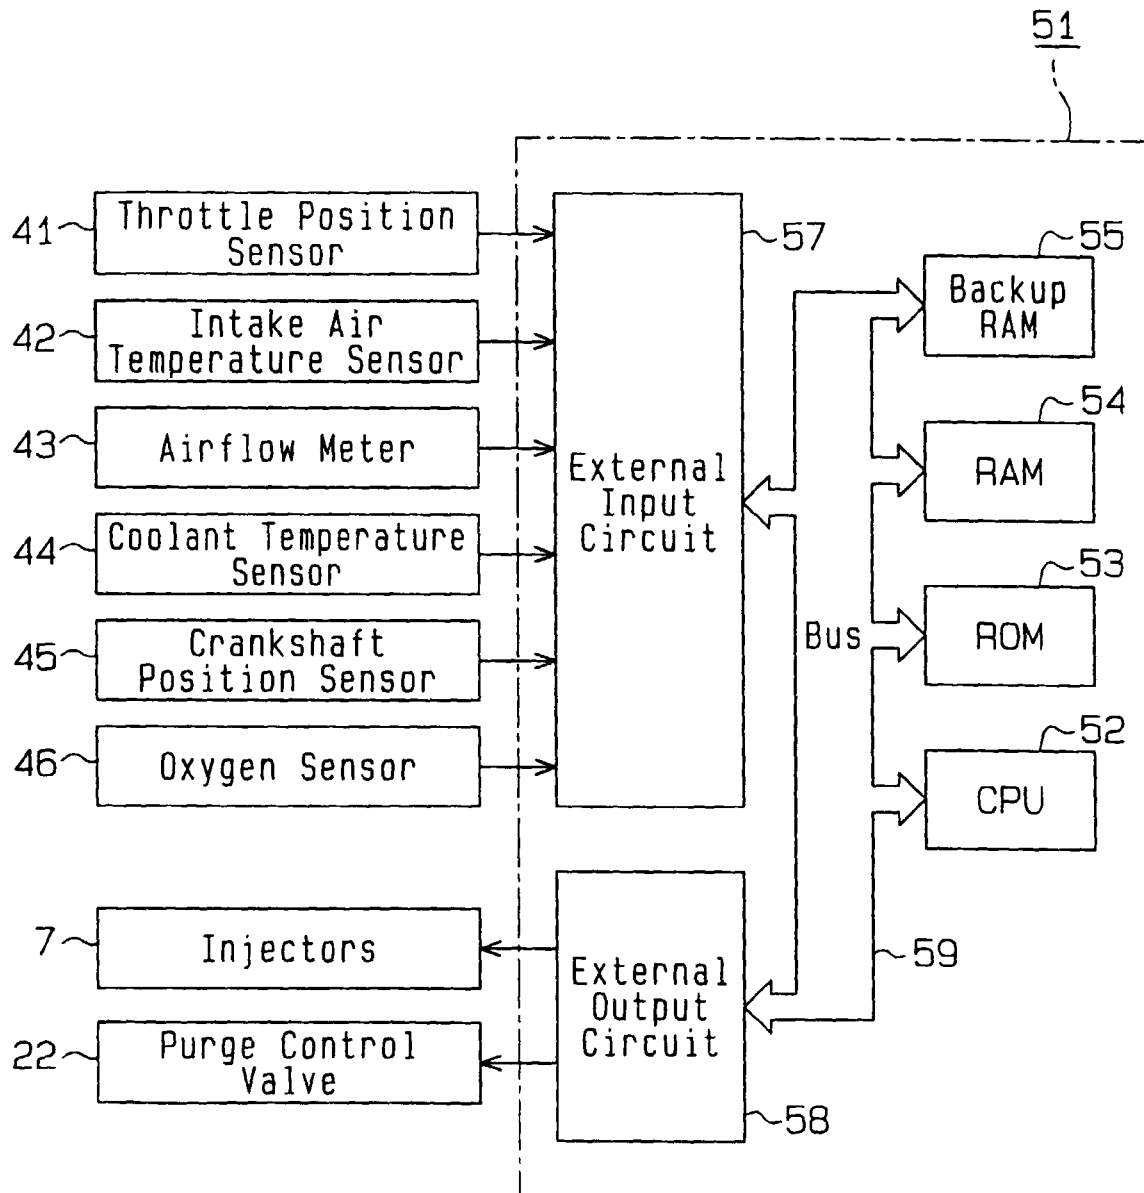 51
41
Throttle Position
Sensor
42
Intake Air
Temperature Sensor
43
Airflow Meter
44
Coolant Temperature
Sensor
45
Crankshaft
Position Sensor
46
Oxygen Sensor
7
Injectors
22
Purge Control
Valve
57
External
Input
Circuit
External
Output
Circuit
58
Bus
59
55
Backup
RAM
54
RAM
53
ROM
52
CPU